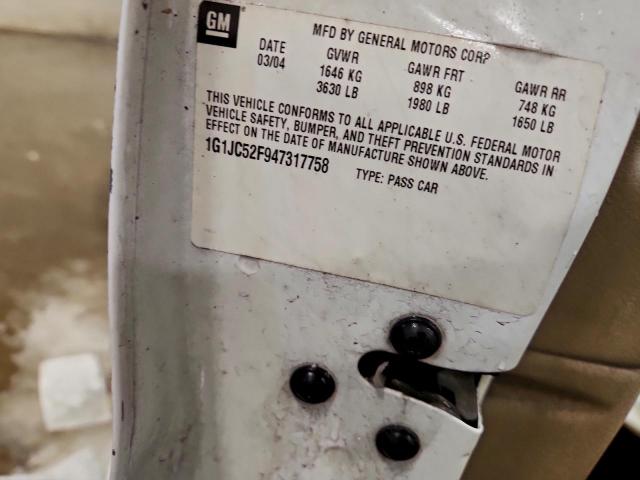 GM
MFD BY GENERAL MOTORS CORP
DATE GVWR GAWR FRT GAWR RR
03/04 1646 KG 898 KG 748 KG
3630 LB 1980 LB 1650 LB
THIS VEHICLE CONFORMS TO ALL APPLICABLE U.S. FEDERAL MOTOR
VEHICLE SAFETY, BUMPER, AND THEFT PREVENTION STANDARDS IN
EFFECT ON THE DATE OF MANUFACTURE SHOWN ABOVE.
1G1JC52F947317758 TYPE: PASS CAR